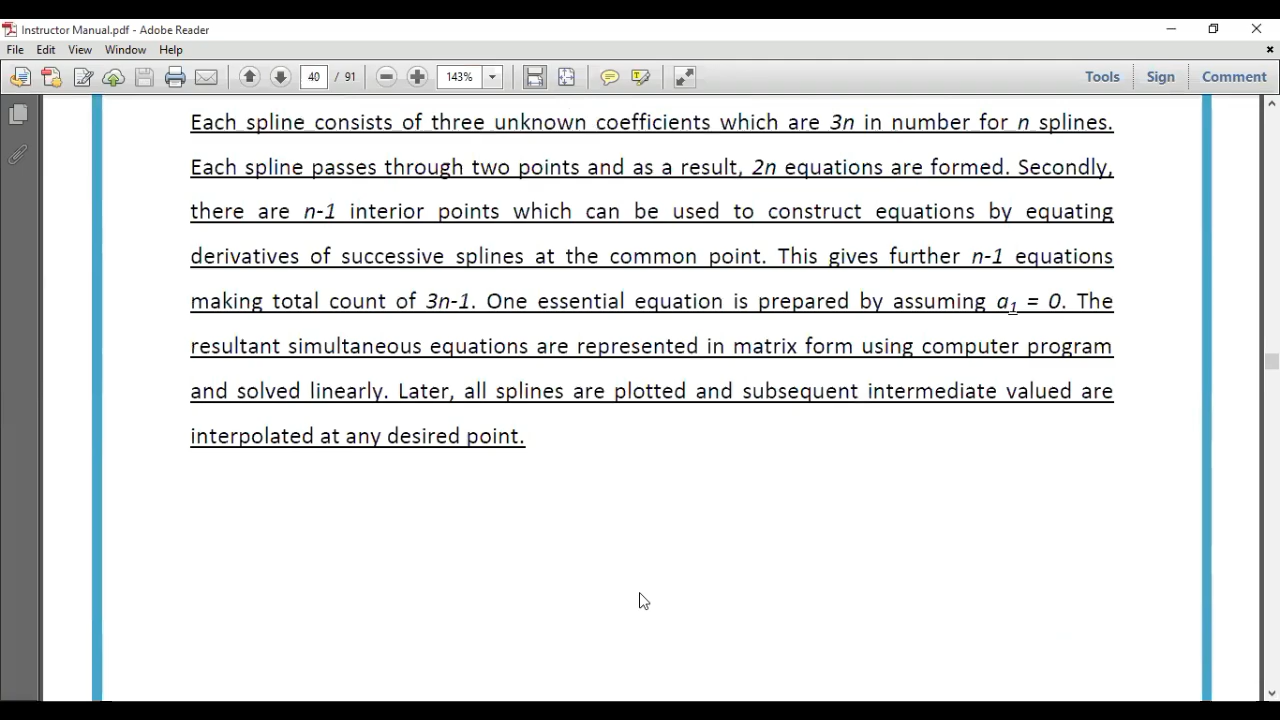 Instructor Manual.pdf - Adobe Reader
File Edit View Window Help
40 / 91 143% Tools Sign Comment
Each spline consists of three unknown coefficients which are 3n in number for n splines.
Each spline passes through two points and as a result, 2n equations are formed. Secondly,
there are n-1 interior points which can be used to construct equations by equating
derivatives of successive splines at the common point. This gives further n-1 equations
making total count of 3n-1. One essential equation is prepared by assuming a1 = 0. The
resultant simultaneous equations are represented in matrix form using computer program
and solved linearly. Later, all splines are plotted and subsequent intermediate valued are
interpolated at any desired point.